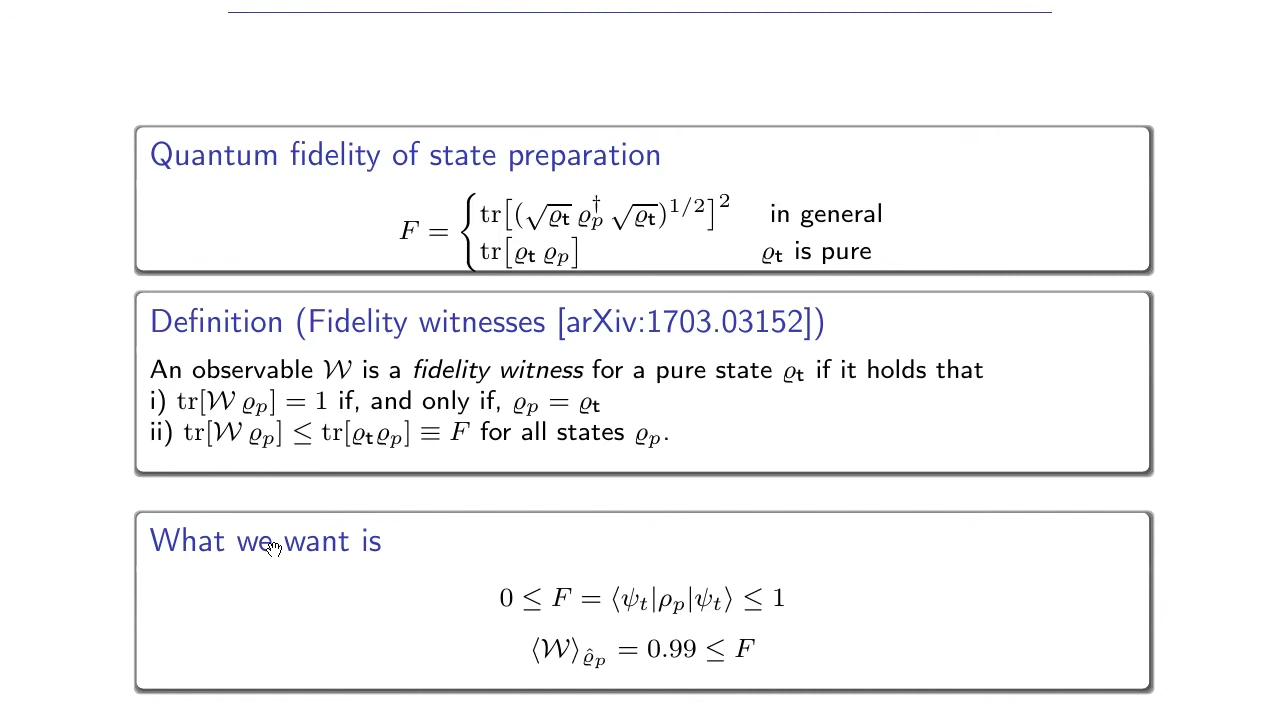 Quantum fidelity of state preparation
F = { tr[(√ϱt ϱp† √ϱt)^1/2]^2 in general
tr[ϱt ϱp] ϱt is pure
Definition (Fidelity witnesses [arXiv:1703.03152])
An observable 𝒲 is a fidelity witness for a pure state ϱt if it holds that
i) tr[𝒲 ϱp] = 1 if, and only if, ϱp = ϱt
ii) tr[𝒲 ϱp] ≤ tr[ϱtϱp] ≡ F for all states ϱp.
What we want is
0 ≤ F = ⟨ψt|ρp|ψt⟩ ≤ 1
⟨𝒲⟩ϱ̂p = 0.99 ≤ F